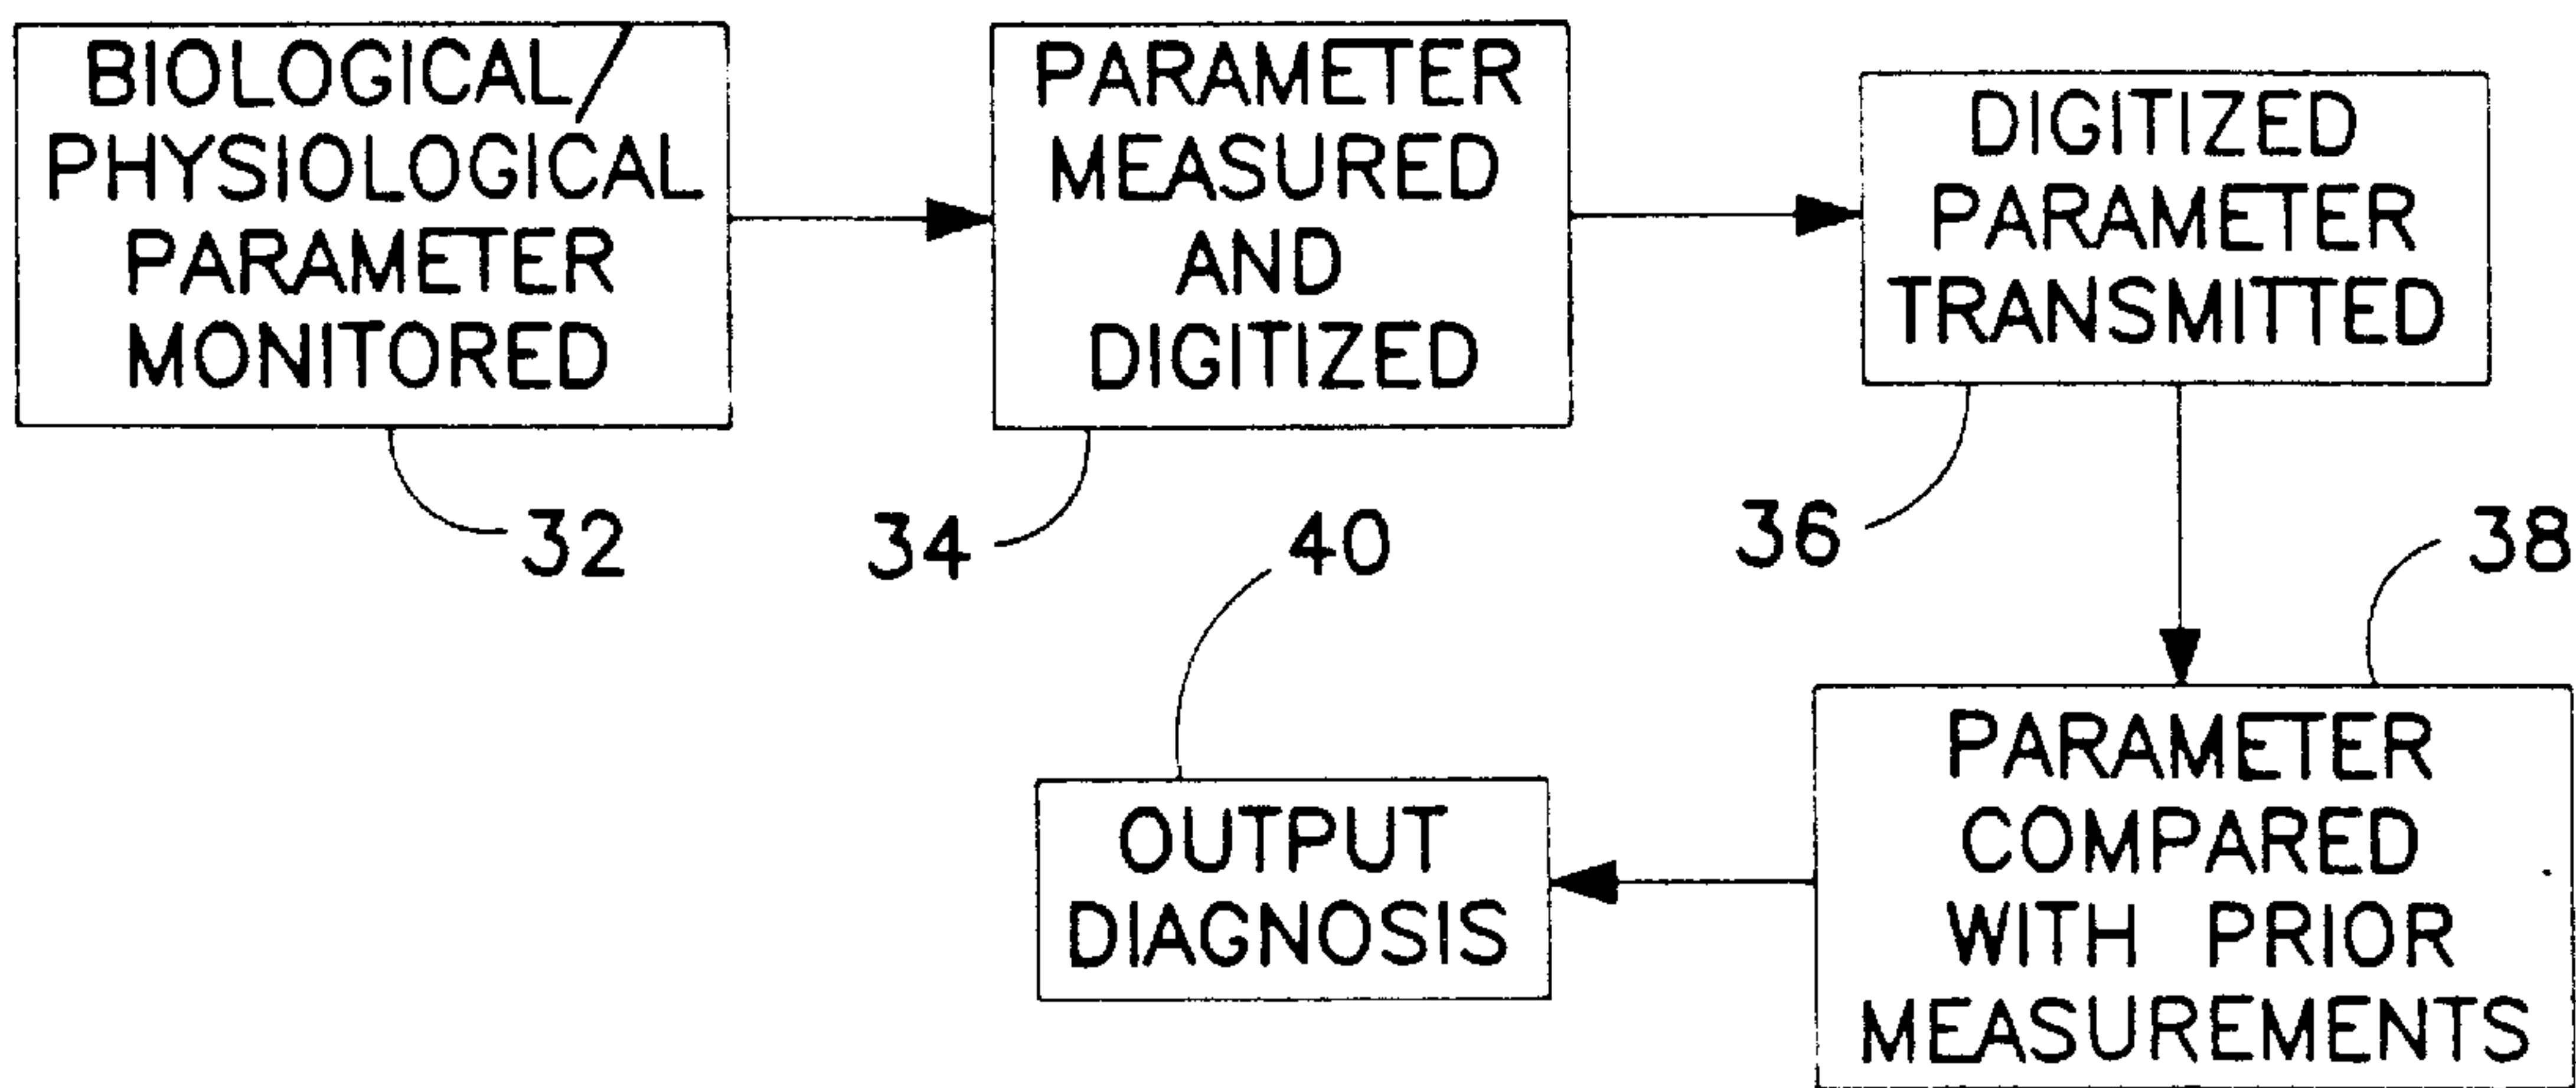 BIOLOGICAL/
PHYSIOLOGICAL
PARAMETER
MONITORED
32
PARAMETER
MEASURED
AND
DIGITIZED
34
DIGITIZED
PARAMETER
TRANSMITTED
36
PARAMETER
COMPARED
WITH PRIOR
MEASUREMENTS
38
OUTPUT
DIAGNOSIS
40